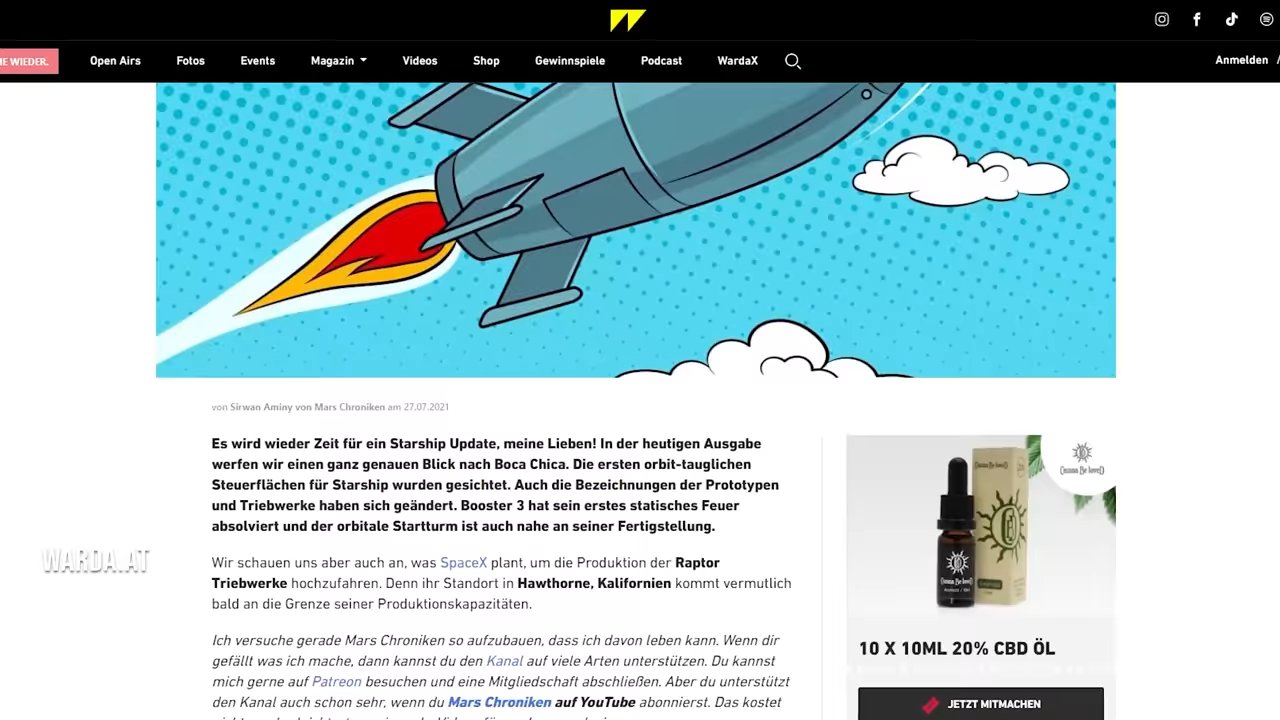 IE WIEDER.
Open Airs Fotos Events Magazin Videos Shop Gewinnspiele Podcast WardaX
Anmelden /
von Sirwan Aminy von Mars Chroniken am 27.07.2021
Es wird wieder Zeit für ein Starship Update, meine Lieben! In der heutigen Ausgabe
werfen wir einen ganz genauen Blick nach Boca Chica. Die ersten orbit-tauglichen
Steuerflächen für Starship wurden gesichtet. Auch die Bezeichnungen der Prototypen
und Triebwerke haben sich geändert. Booster 3 hat sein erstes statisches Feuer
absolviert und der orbitale Startturm ist auch nahe an seiner Fertigstellung.
WARDA.AT
Wir schauen uns aber auch an, was SpaceX plant, um die Produktion der Raptor
Triebwerke hochzufahren. Denn ihr Standort in Hawthorne, Kalifornien kommt vermutlich
bald an die Grenze seiner Produktionskapazitäten.
Ich versuche gerade Mars Chroniken so aufzubauen, dass ich davon leben kann. Wenn dir
gefällt was ich mache, dann kannst du den Kanal auf viele Arten unterstützen. Du kannst
mich gerne auf Patreon besuchen und eine Mitgliedschaft abschließen. Aber du unterstützt
den Kanal auch schon sehr, wenn du Mars Chroniken auf YouTube abonnierst. Das kostet
10 X 10ML 20% CBD ÖL
JETZT MITMACHEN